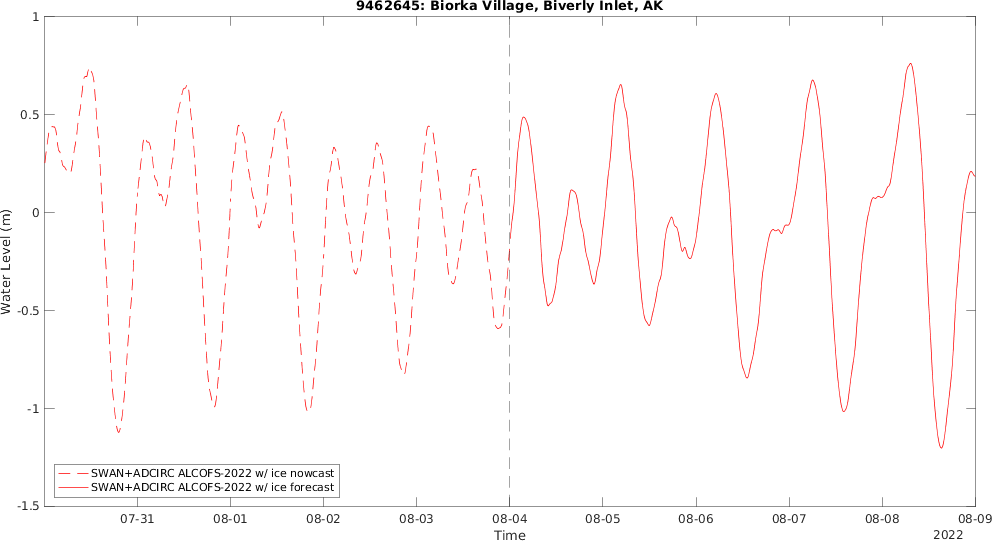 9462645: Biorka Village, Biverly Inlet, AK
Water Level (m)
1
0.5
0
-0.5
-1
-1.5
SWAN+ADCIRC ALCOFS-2022 w/ ice nowcast
SWAN+ADCIRC ALCOFS-2022 w/ ice forecast
07-31 08-01 08-02 08-03 08-04 08-05 08-06 08-07 08-08 08-09
Time
2022